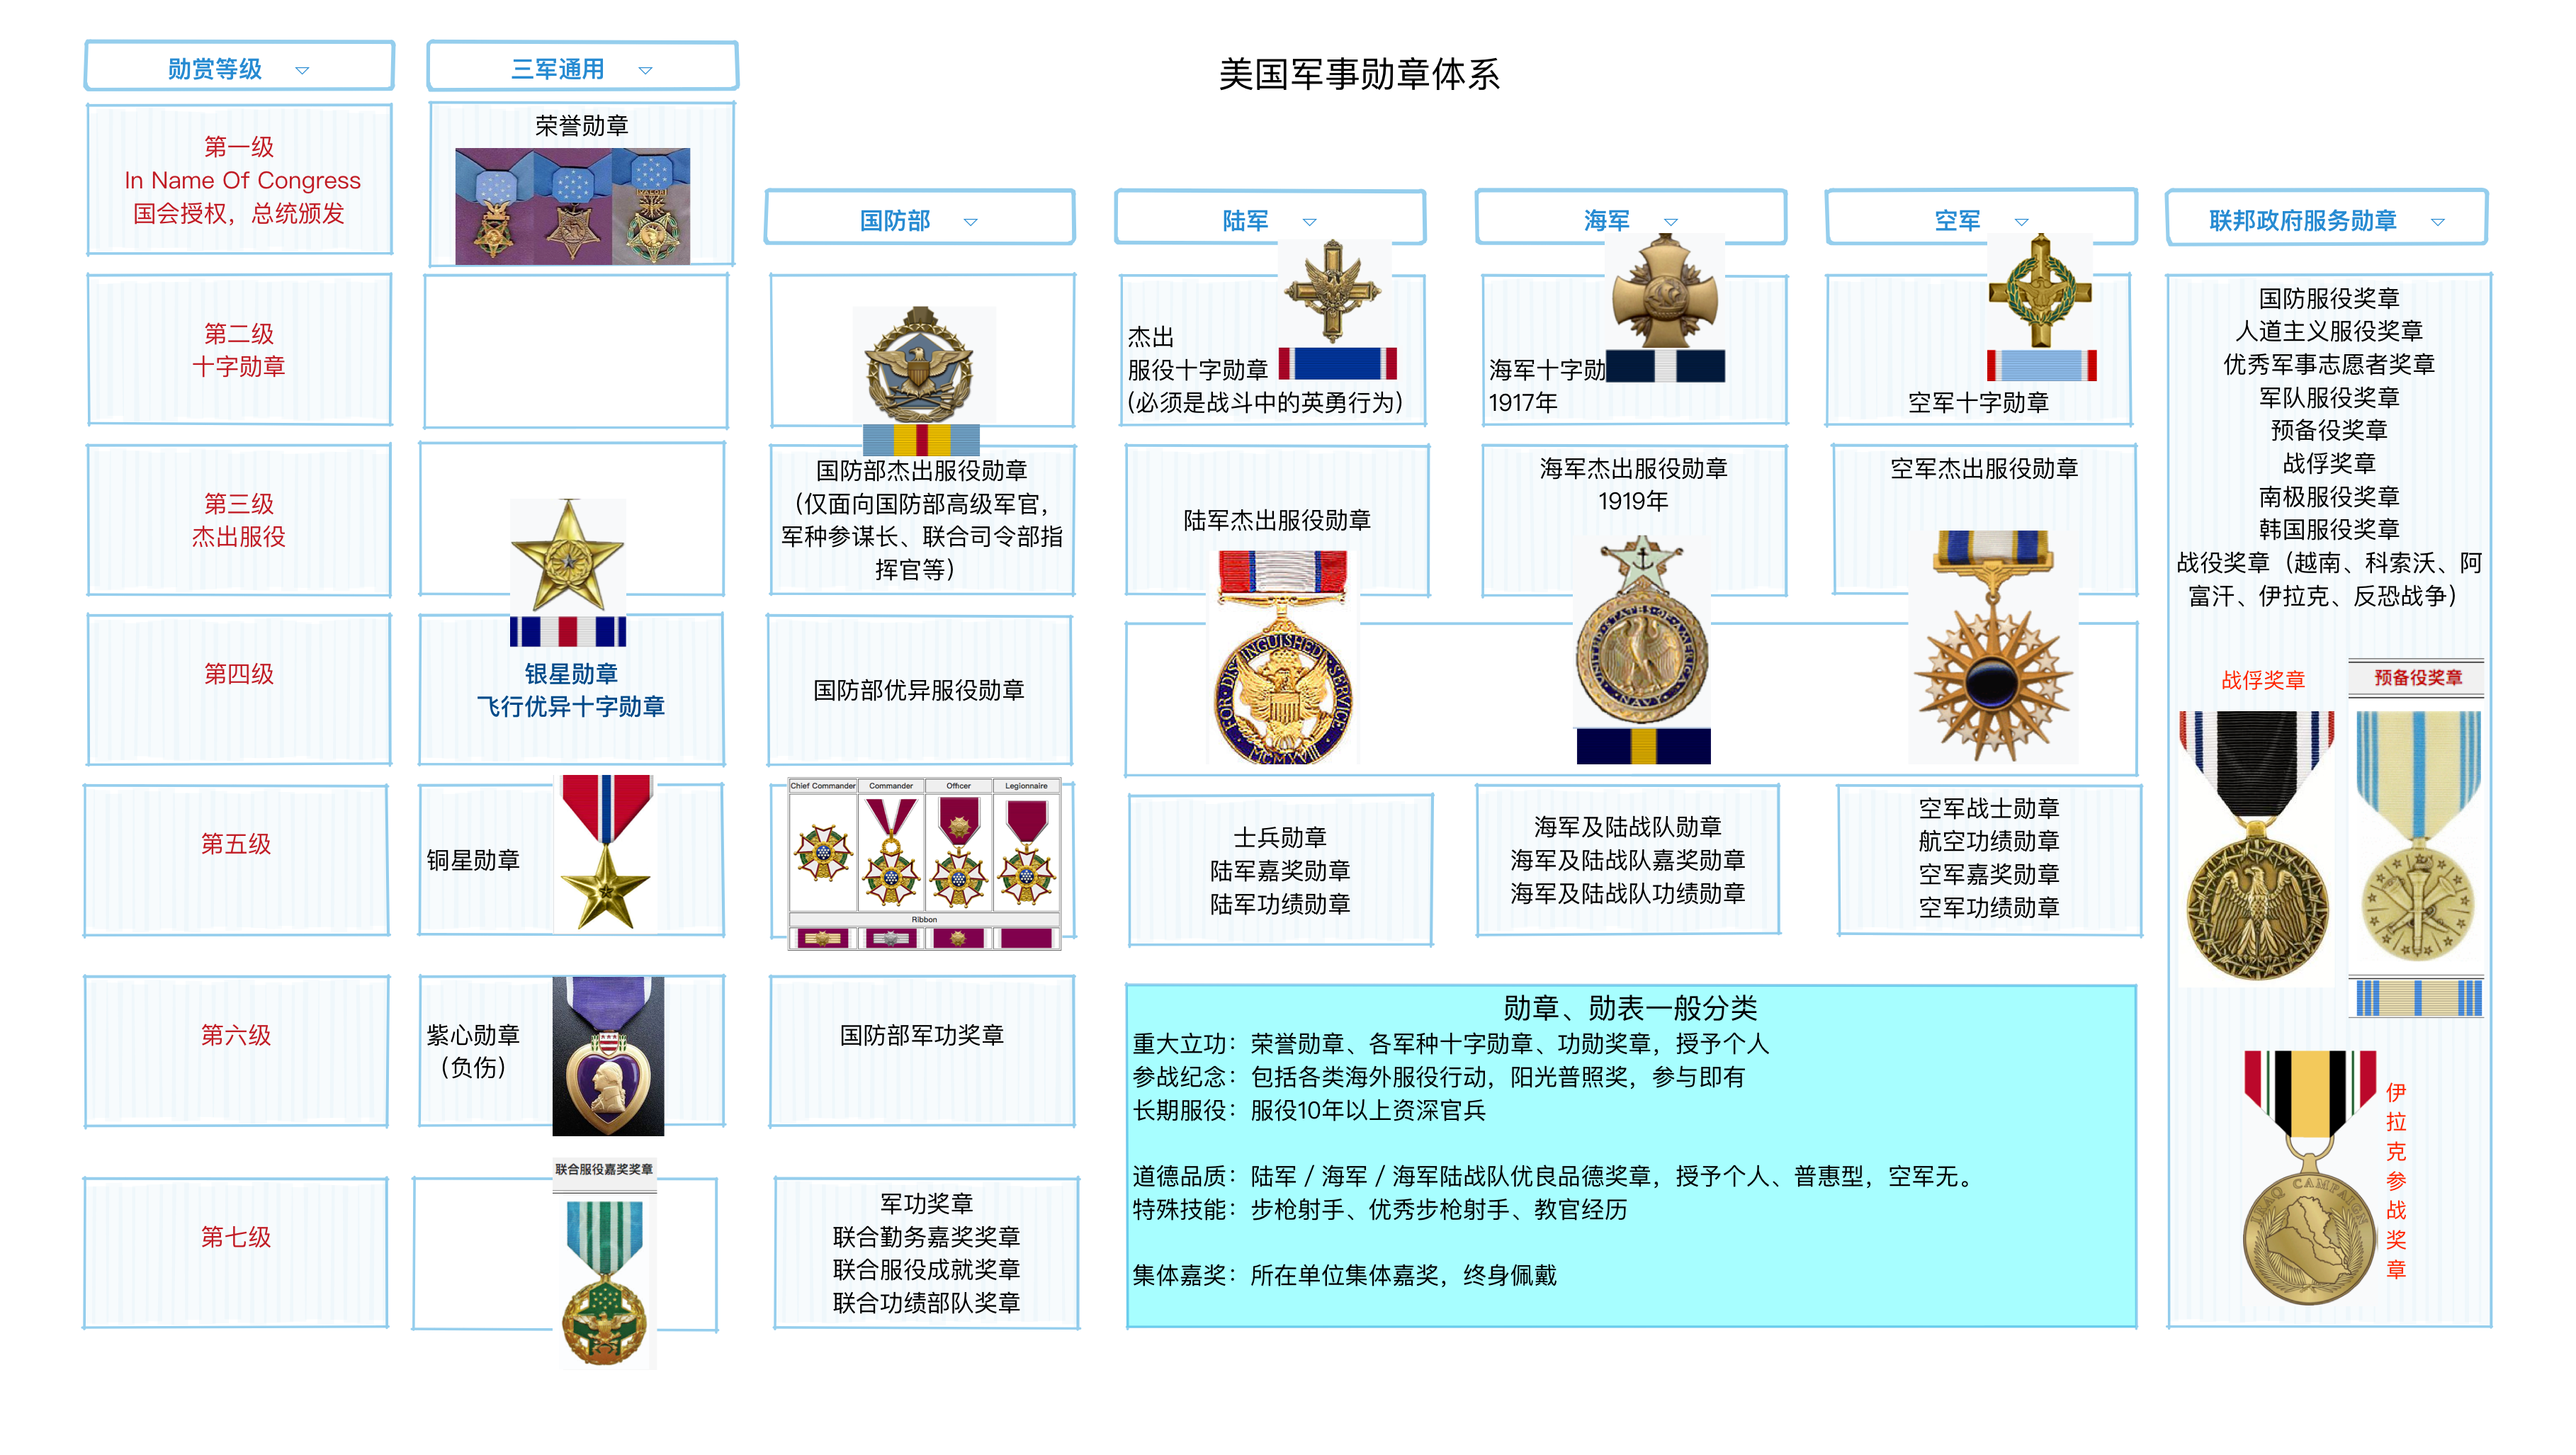 美国军事勋章体系
勋赏等级
三军通用
国防部
陆军
海军
空军
联邦政府服务勋章
第一级
In Name Of Congress
国会授权，总统颁发
荣誉勋章
第二级
十字勋章
杰出
服役十字勋章
(必须是战斗中的英勇行为)
海军十字勋
1917年
空军十字勋章
第三级
杰出服役
国防部杰出服役勋章
（仅面向国防部高级军官，
军种参谋长、联合司令部指
挥官等）
陆军杰出服役勋章
海军杰出服役勋章
1919年
空军杰出服役勋章
第四级
银星勋章
飞行优异十字勋章
国防部优异服役勋章
FOR · DISTINGUISHED · SERVICE · MCMXVIII
UNITED STATES OF AMERICA
NAVY
第五级
铜星勋章
Chief Commander
Commander
Officer
Legionnaire
Ribbon
士兵勋章
陆军嘉奖勋章
陆军功绩勋章
海军及陆战队勋章
海军及陆战队嘉奖勋章
海军及陆战队功绩勋章
空军战士勋章
航空功绩勋章
空军嘉奖勋章
空军功绩勋章
第六级
紫心勋章
（负伤）
国防部军功奖章
第七级
联合服役嘉奖奖章
军功奖章
联合勤务嘉奖奖章
联合服役成就奖章
联合功绩部队奖章
勋章、勋表一般分类
重大立功：荣誉勋章、各军种十字勋章、功勋奖章，授予个人
参战纪念：包括各类海外服役行动，阳光普照奖，参与即有
长期服役：服役10年以上资深官兵
道德品质：陆军 / 海军 / 海军陆战队优良品德奖章，授予个人、普惠型，空军无。
特殊技能：步枪射手、优秀步枪射手、教官经历
集体嘉奖：所在单位集体嘉奖，终身佩戴
国防服役奖章
人道主义服役奖章
优秀军事志愿者奖章
军队服役奖章
预备役奖章
战俘奖章
南极服役奖章
韩国服役奖章
战役奖章（越南、科索沃、阿
富汗、伊拉克、反恐战争）
战俘奖章
预备役奖章
伊拉克参战奖章
IRAQ CAMPAIGN